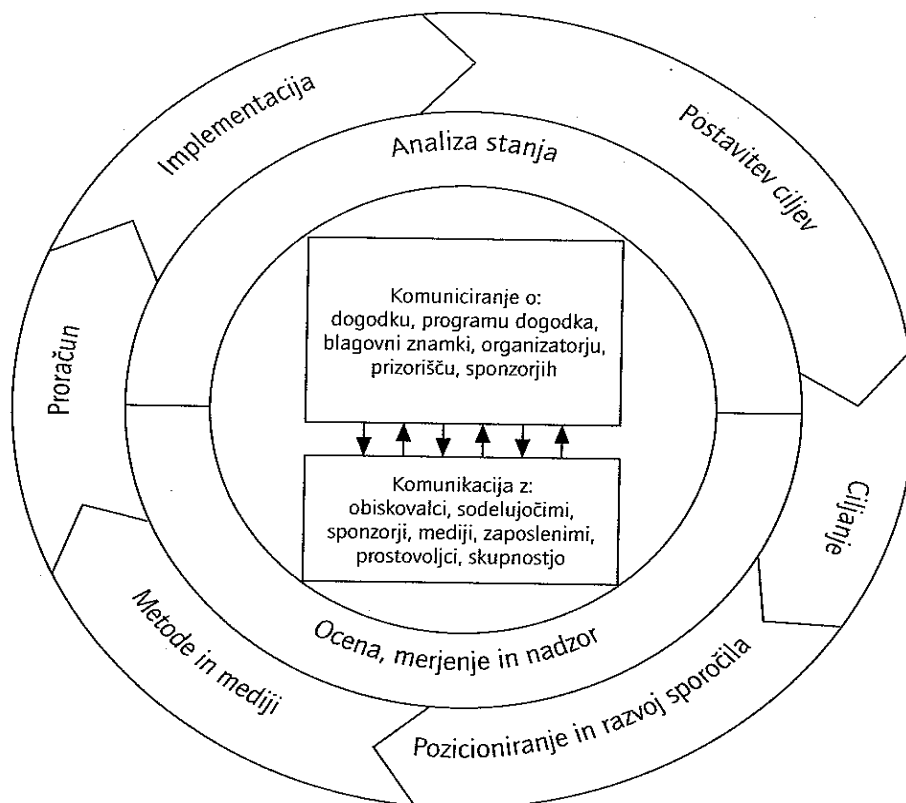 Implementacija
Postavitev ciljev
Analiza stanja
Komuniciranje o:
dogodku, programu dogodka,
blagovni znamki, organizatorju,
prizorišču, sponzorjih
Proračun
Komunikacija z:
obiskovalci, sodelujočimi,
sponzorji, mediji, zaposlenimi,
prostovoljci, skupnostjo
Ciljanje
Ocena, merjenje in nadzor
Metode in mediji
Pozicioniranje in razvoj sporočila